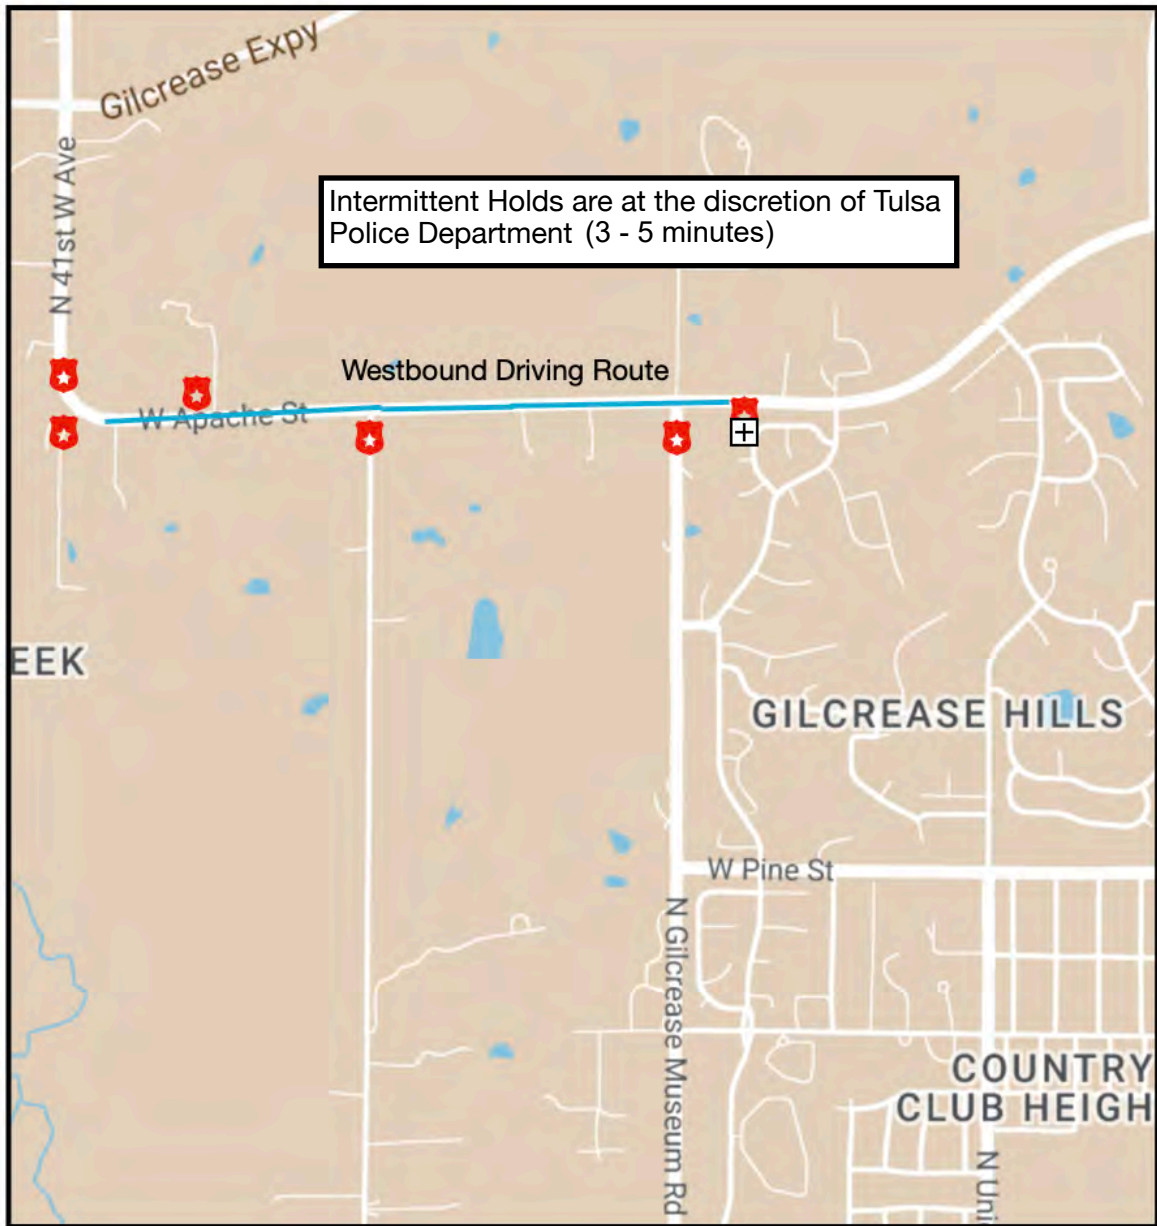 Gilcrease Expy
N 41st W Ave
Intermittent Holds are at the discretion of Tulsa
Police Department (3 - 5 minutes)
Westbound Driving Route
W Apache St
EEK
GILCREASE HILLS
W Pine St
N Gilcrease Museum Rd
COUNTRY
CLUB HEIGH
N Uni